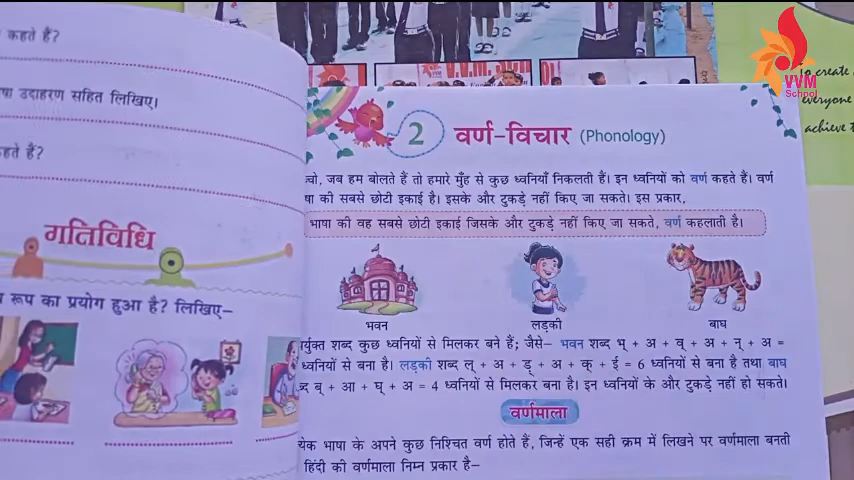 कहते हैं?
उदाहरण सहित लिखिए।
हते हैं?
गतिविधि
रूप का प्रयोग हुआ है? लिखिए–
V.V.M.
VVM
School
To create
everyone
achieve
2 वर्ण-विचार (Phonology)
च्चो, जब हम बोलते हैं तो हमारे मुँह से कुछ ध्वनियाँ निकलती हैं। इन ध्वनियों को वर्ण कहते हैं। वर्ण
षा की सबसे छोटी इकाई है। इसके और टुकड़े नहीं किए जा सकते। इस प्रकार,
भाषा की वह सबसे छोटी इकाई जिसके और टुकड़े नहीं किए जा सकते, वर्ण कहलाती है।
भवन लड़की बाघ
र्युक्त शब्द कुछ ध्वनियों से मिलकर बने हैं; जैसे– भवन शब्द भ् + अ + व् + अ + न् + अ =
ध्वनियों से बना है। लड़की शब्द ल् + अ + ड़् + अ + क् + ई = 6 ध्वनियों से बना है तथा बाघ
ब्द ब् + आ + घ् + अ = 4 ध्वनियों से मिलकर बना है। इन ध्वनियों के और टुकड़े नहीं हो सकते।
वर्णमाला
येक भाषा के अपने कुछ निश्चित वर्ण होते हैं, जिन्हें एक सही क्रम में लिखने पर वर्णमाला बनती
हिंदी की वर्णमाला निम्न प्रकार है–